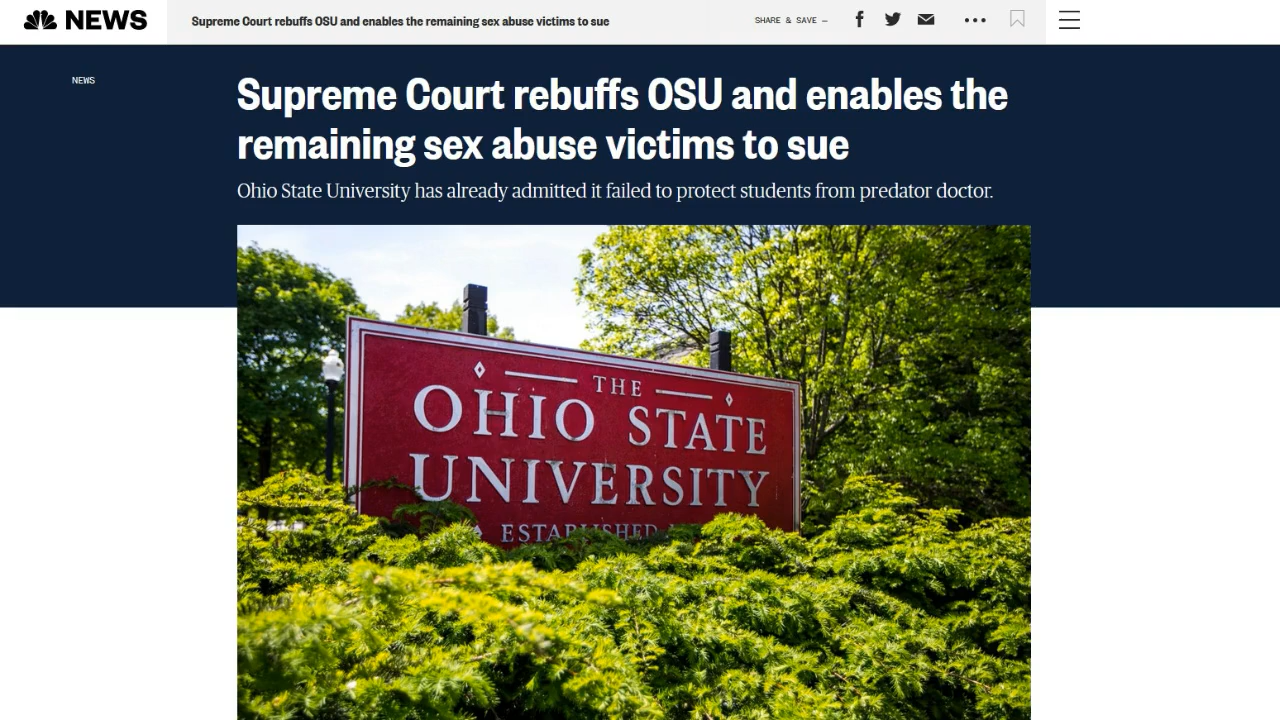 NEWS
Supreme Court rebuffs OSU and enables the remaining sex abuse victims to sue
SHARE & SAVE —
NEWS
Supreme Court rebuffs OSU and enables the
remaining sex abuse victims to sue
Ohio State University has already admitted it failed to protect students from predator doctor.
THE
OHIO STATE
UNIVERSITY
ESTABLISHED